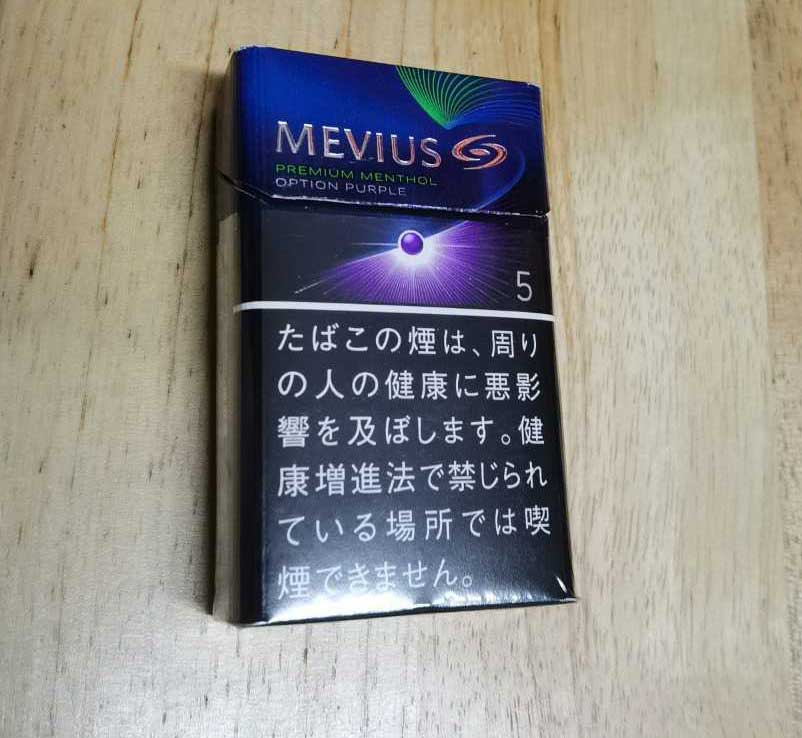 MEVIUS
PREMIUM MENTHOL
OPTION PURPLE
5
たばこの煙は、周り
の人の健康に悪影
響を及ぼします。健
康増進法で禁じられ
ている場所では喫
煙できません。